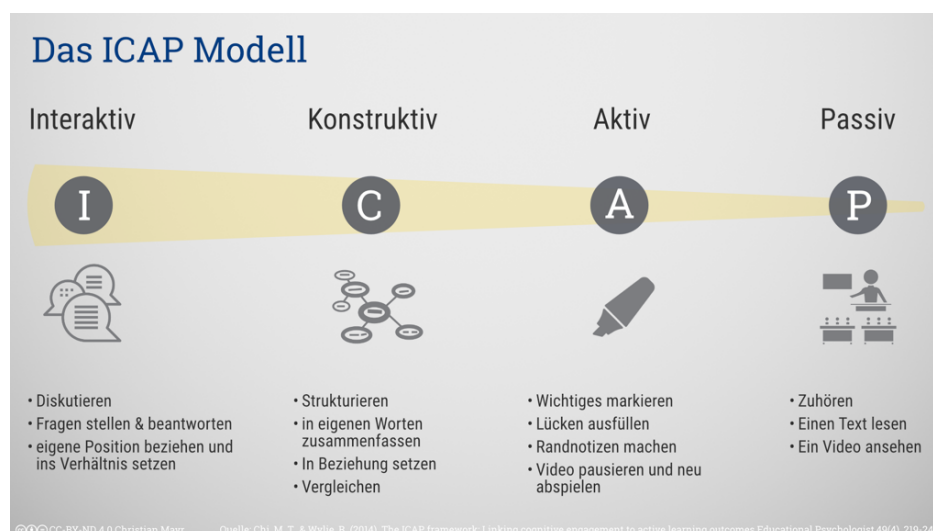 Das ICAP Modell
Interaktiv
Konstruktiv
Aktiv
Passiv
I
C
A
P
• Diskutieren
• Fragen stellen & beantworten
• eigene Position beziehen und
ins Verhältnis setzen
• Strukturieren
• in eigenen Worten
zusammenfassen
• In Beziehung setzen
• Vergleichen
• Wichtiges markieren
• Lücken ausfüllen
• Randnotizen machen
• Video pausieren und neu
abspielen
• Zuhören
• Einen Text lesen
• Ein Video ansehen
CC-BY-ND 4.0 Christian Mayr
Quelle: Chi, M. T., & Wylie, R. (2014). The ICAP framework: Linking cognitive engagement to active learning outcomes Educational Psychologist 49(4), 219-2